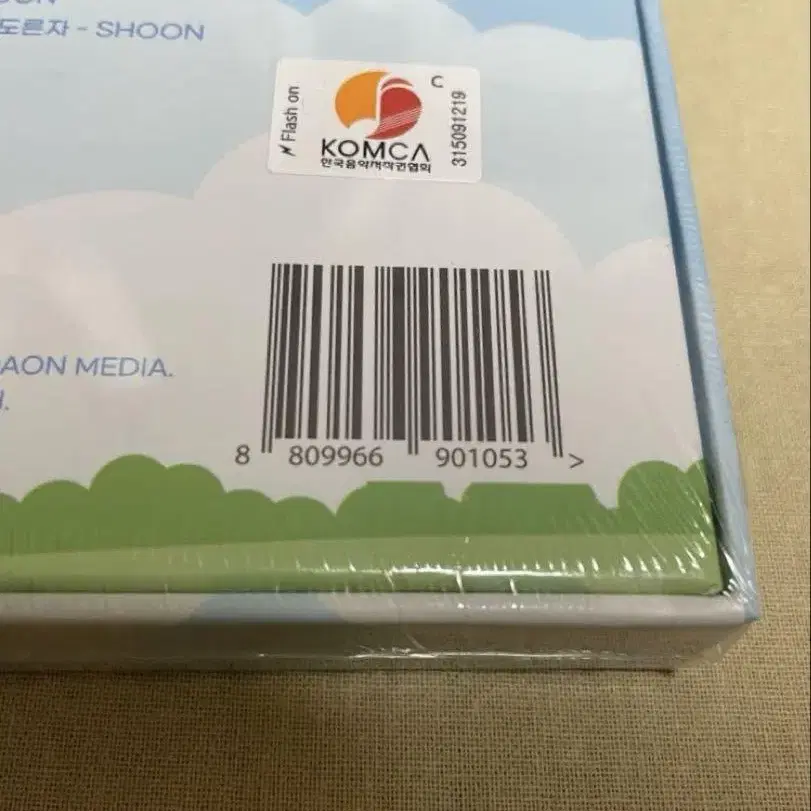 도른자 - SHOON
Flash on
C
315091219
KOMCA
한국음악저작권협회
DAON MEDIA.
8 809966 901053 >